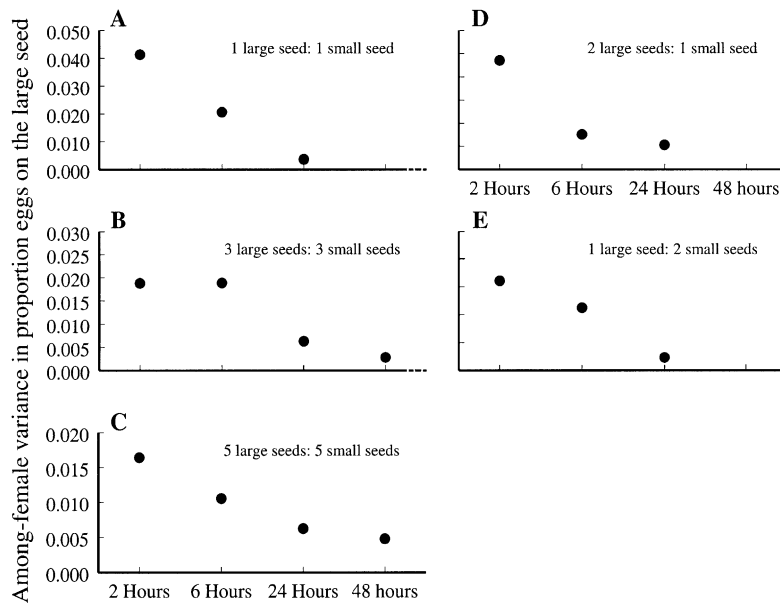 Among-female variance in proportion eggs on the large seed
A
1 large seed: 1 small seed
0.050
0.040
0.030
0.020
0.010
0.000
D
2 large seeds: 1 small seed
2 Hours 6 Hours 24 Hours 48 hours
B
3 large seeds: 3 small seeds
0.030
0.025
0.020
0.015
0.010
0.005
0.000
E
1 large seed: 2 small seeds
C
5 large seeds: 5 small seeds
0.020
0.015
0.010
0.005
0.000
2 Hours 6 Hours 24 Hours 48 hours